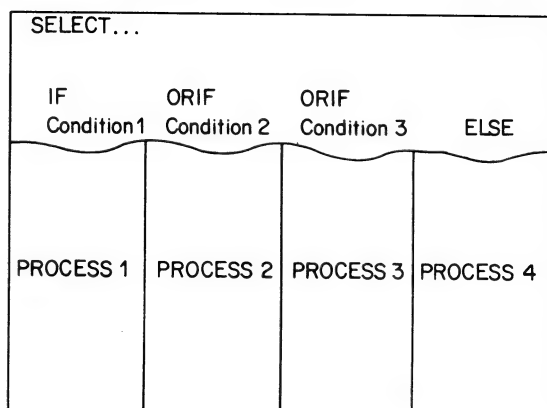 SELECT...
IF
Condition 1
ORIF
Condition 2
ORIF
Condition 3
ELSE
PROCESS 1
PROCESS 2
PROCESS 3
PROCESS 4